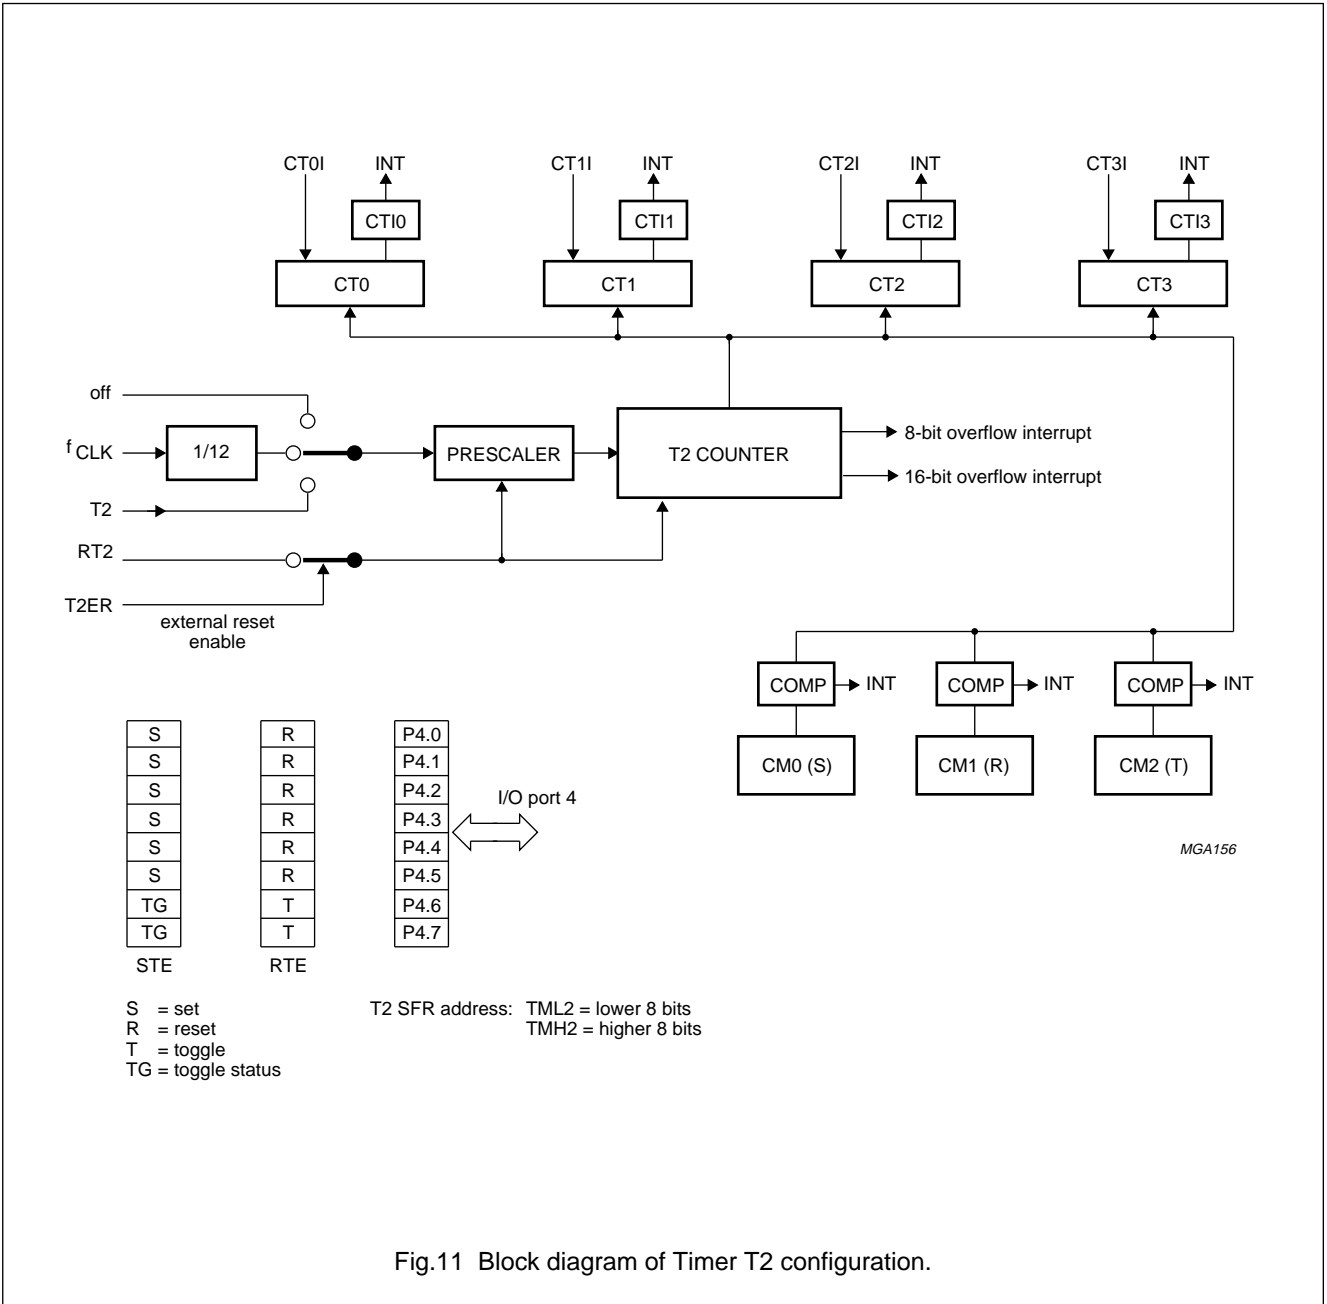 CT0I INT CT1I INT CT2I INT CT3I INT
CTI0 CTI1 CTI2 CTI3
CT0 CT1 CT2 CT3
off
f CLK 1/12 PRESCALER T2 COUNTER
8-bit overflow interrupt
16-bit overflow interrupt
T2
RT2
T2ER
external reset
enable
COMP INT COMP INT COMP INT
CM0 (S) CM1 (R) CM2 (T)
S R P4.0
S R P4.1
S R P4.2
S R P4.3
S R P4.4
S R P4.5
TG T P4.6
TG T P4.7
I/O port 4
MGA156
STE RTE
S = set
R = reset
T = toggle
TG = toggle status
T2 SFR address: TML2 = lower 8 bits
TMH2 = higher 8 bits
Fig.11 Block diagram of Timer T2 configuration.